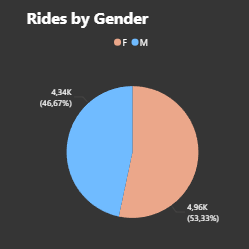 Rides by Gender
F M
4,34K
(46,67%)
4,96K
(53,33%)